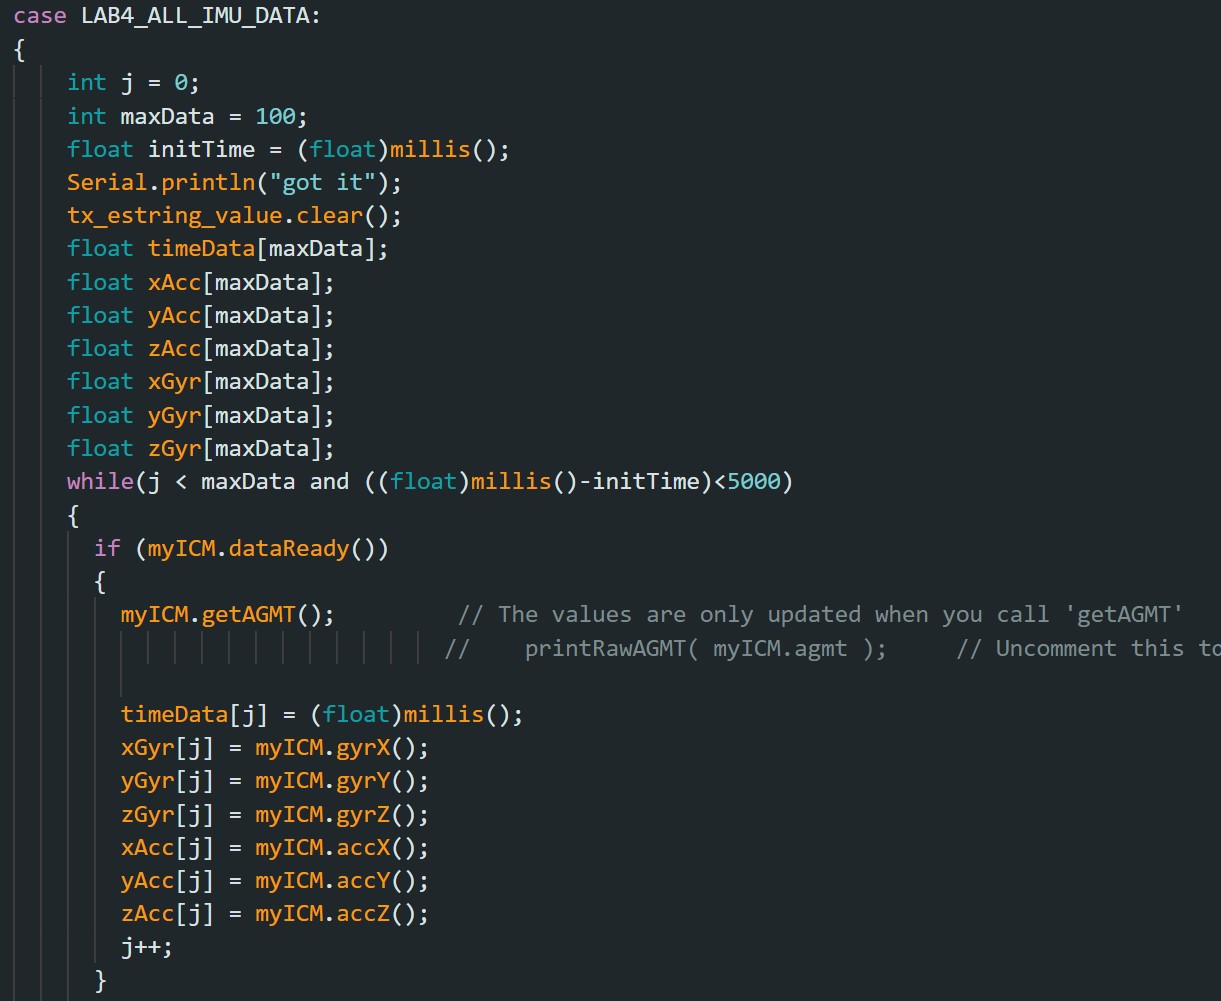 case LAB4_ALL_IMU_DATA:
{
int j = 0;
int maxData = 100;
float initTime = (float)millis();
Serial.println("got it");
tx_estring_value.clear();
float timeData[maxData];
float xAcc[maxData];
float yAcc[maxData];
float zAcc[maxData];
float xGyr[maxData];
float yGyr[maxData];
float zGyr[maxData];
while(j < maxData and ((float)millis()-initTime)<5000)
{
if (myICM.dataReady())
{
myICM.getAGMT(); // The values are only updated when you call 'getAGMT'
// printRawAGMT( myICM.agmt ); // Uncomment this to
timeData[j] = (float)millis();
xGyr[j] = myICM.gyrX();
yGyr[j] = myICM.gyrY();
zGyr[j] = myICM.gyrZ();
xAcc[j] = myICM.accX();
yAcc[j] = myICM.accY();
zAcc[j] = myICM.accZ();
j++;
}